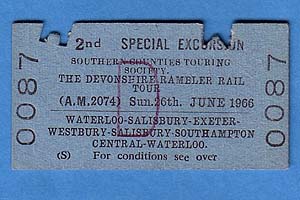 2nd SPECIAL EXCURSION
SOUTHERN COUNTIES TOURING
SOCIETY.
THE DEVONSHIRE RAMBLER RAIL
TOUR
(A.M.2074) Sun. 26th. JUNE 1966
WATERLOO-SALISBURY-EXETER-
WESTBURY-SALISBURY-SOUTHAMPTON
CENTRAL-WATERLOO.
(S) For conditions see over
0087
0087